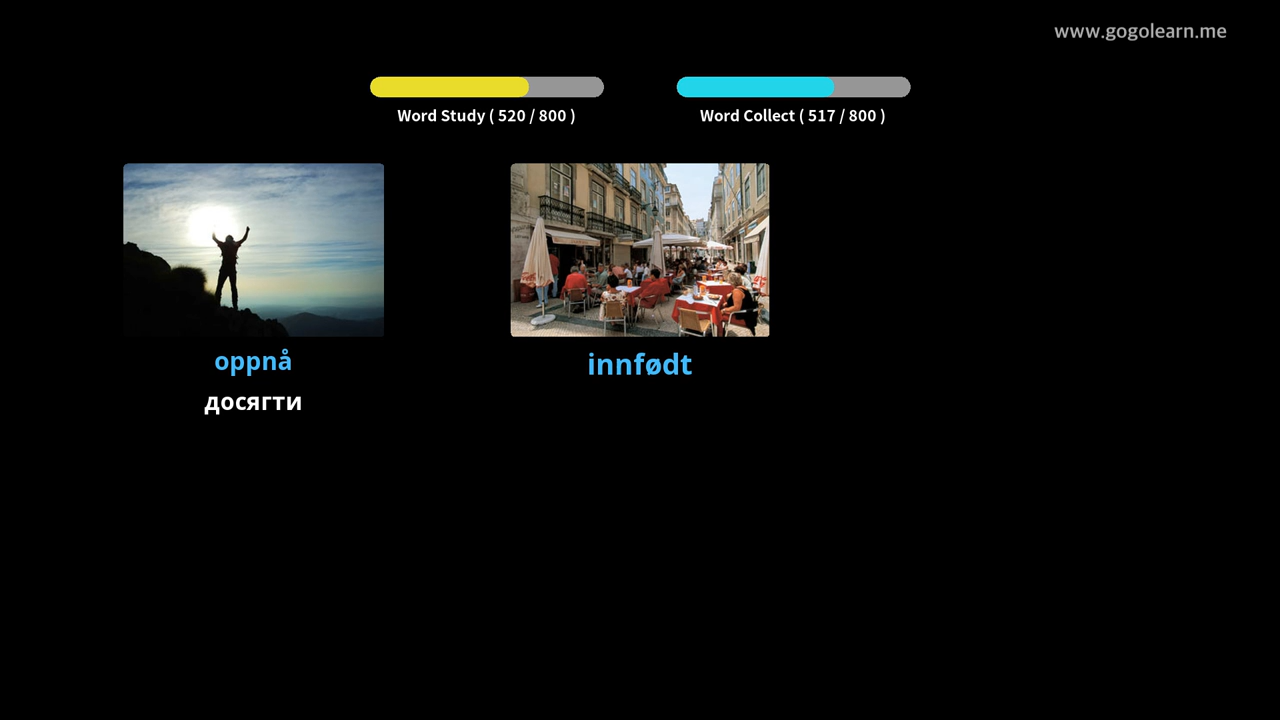 www.gogolearn.me
Word Study ( 520 / 800 )
Word Collect ( 517 / 800 )
oppnå
innfødt
досягти